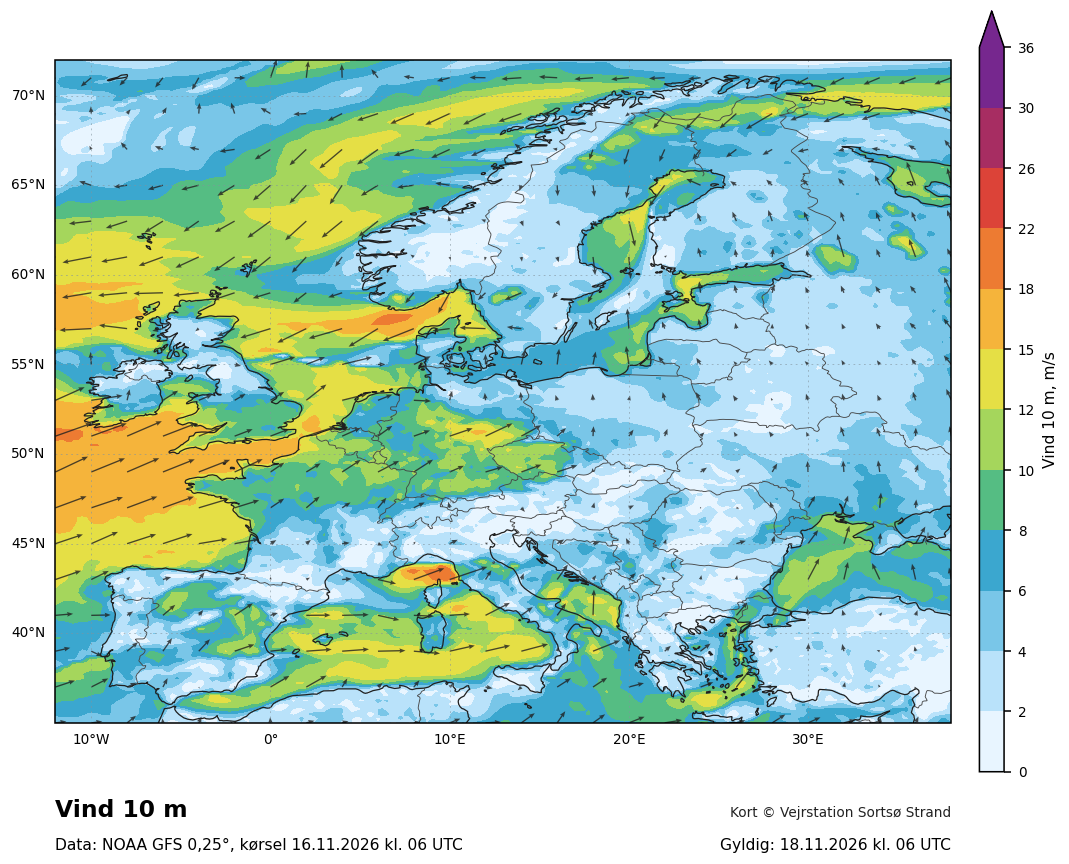 36
30
26
22
18
15
12
10
8
6
4
2
0
Vind 10 m, m/s
70°N
65°N
60°N
55°N
50°N
45°N
40°N
10°W
0°
10°E
20°E
30°E
Vind 10 m
Kort © Vejrstation Sortsø Strand
Data: NOAA GFS 0,25°, kørsel 16.11.2026 kl. 06 UTC
Gyldig: 18.11.2026 kl. 06 UTC